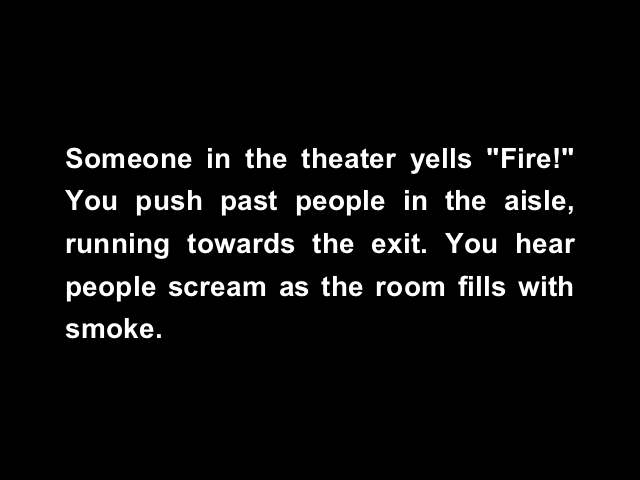 Someone in the theater yells "Fire!"
You push past people in the aisle,
running towards the exit. You hear
people scream as the room fills with
smoke.